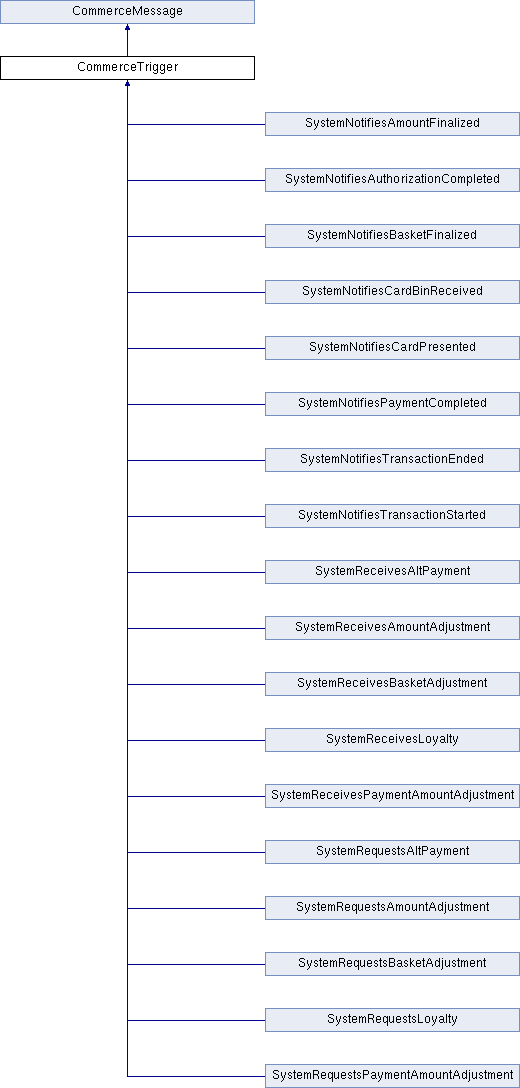 CommerceMessage
CommerceTrigger
SystemNotifiesAmountFinalized
SystemNotifiesAuthorizationCompleted
SystemNotifiesBasketFinalized
SystemNotifiesCardBinReceived
SystemNotifiesCardPresented
SystemNotifiesPaymentCompleted
SystemNotifiesTransactionEnded
SystemNotifiesTransactionStarted
SystemReceivesAltPayment
SystemReceivesAmountAdjustment
SystemReceivesBasketAdjustment
SystemReceivesLoyalty
SystemReceivesPaymentAmountAdjustment
SystemRequestsAltPayment
SystemRequestsAmountAdjustment
SystemRequestsBasketAdjustment
SystemRequestsLoyalty
SystemRequestsPaymentAmountAdjustment